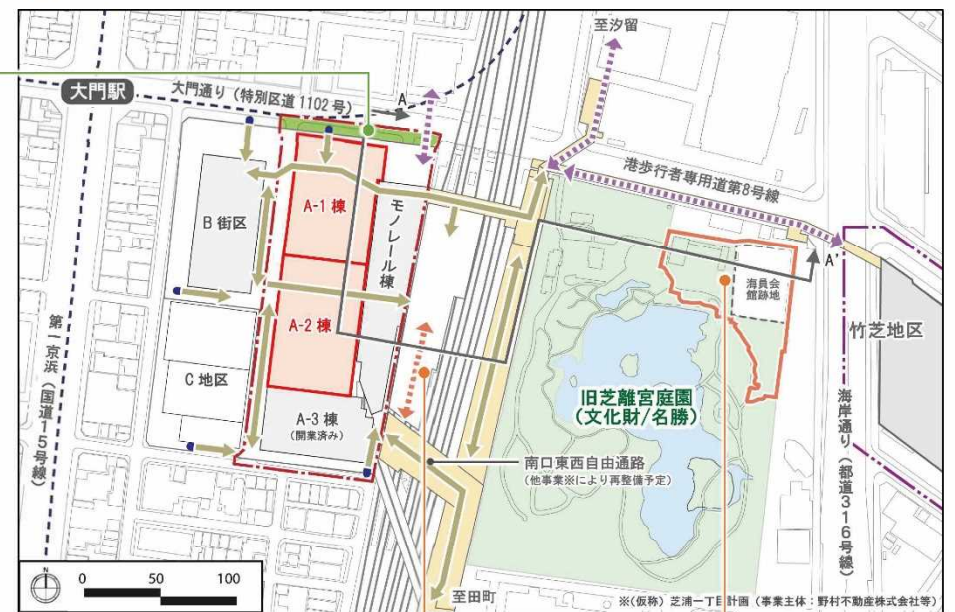 至汐留
大門駅
大門通り（特別区道1102号）
A
港歩行者専用道第8号線
B街区
A-1 棟
モノレール棟
A'
海員会
館跡地
竹芝地区
A-2 棟
第一京浜（国道15号線）
C地区
旧芝離宮庭園
（文化財/名勝）
海岸通り（都道316号線）
A-3 棟
（開業済み）
南口東西自由通路
（他事業※により再整備予定）
0 50 100
至田町
※（仮称）芝浦一丁目計画（事業主体：野村不動産株式会社等）